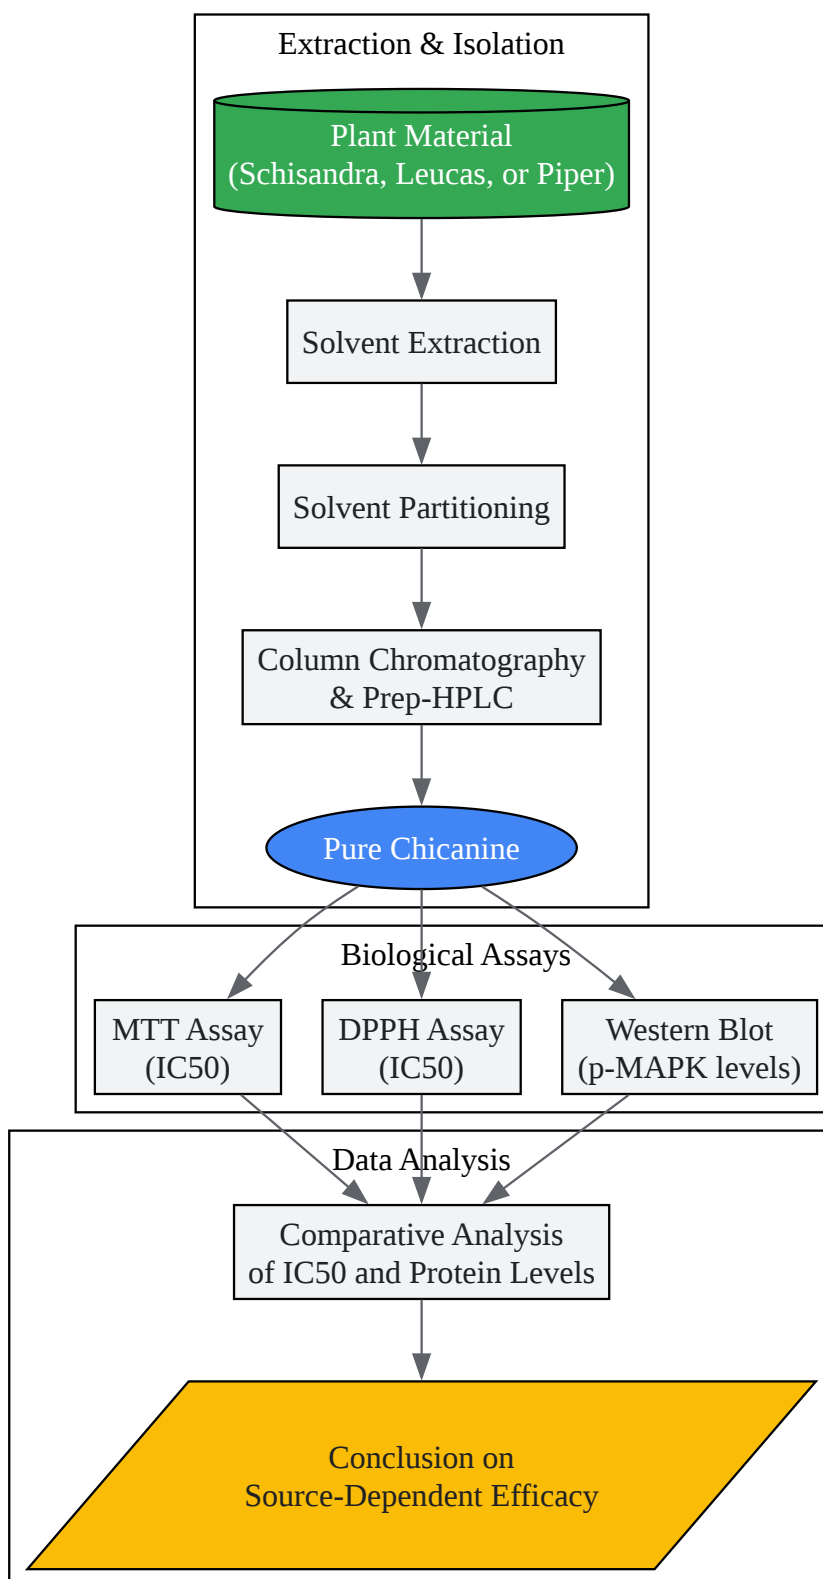 Extraction & Isolation
Plant Material
(Schisandra, Leucas, or Piper)
Solvent Extraction
Solvent Partitioning
Column Chromatography
& Prep-HPLC
Pure Chicanine
Biological Assays
MTT Assay
(IC50)
DPPH Assay
(IC50)
Western Blot
(p-MAPK levels)
Data Analysis
Comparative Analysis
of IC50 and Protein Levels
Conclusion on
Source-Dependent Efficacy